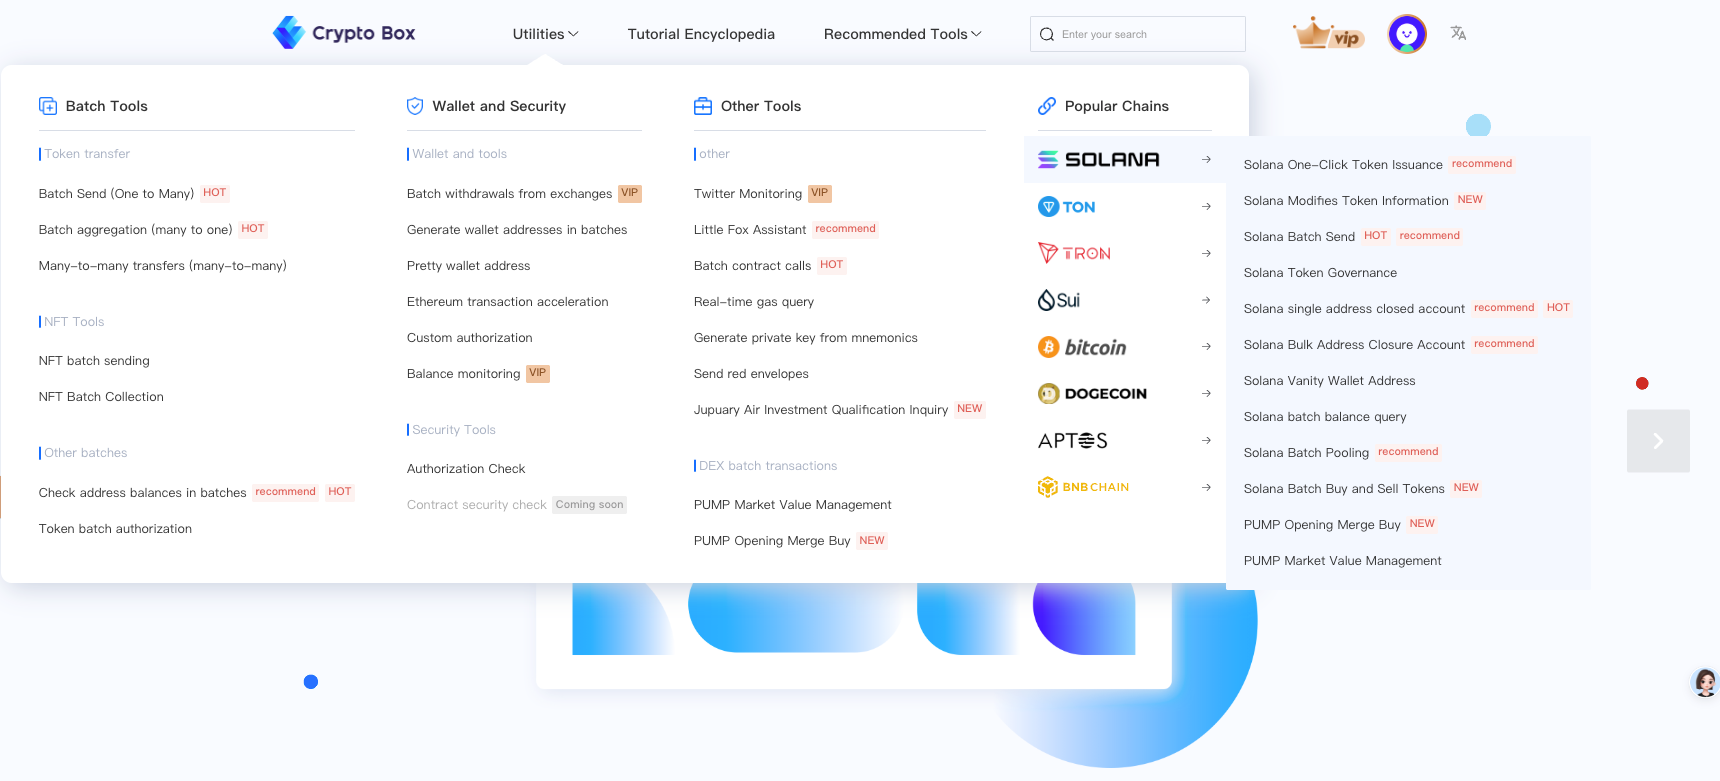 Crypto Box
Utilities
Tutorial Encyclopedia
Recommended Tools
Enter your search
vip
Batch Tools
Token transfer
Batch Send (One to Many) HOT
Batch aggregation (many to one) HOT
Many-to-many transfers (many-to-many)
NFT Tools
NFT batch sending
NFT Batch Collection
Other batches
Check address balances in batches recommend HOT
Token batch authorization
Wallet and Security
Wallet and tools
Batch withdrawals from exchanges VIP
Generate wallet addresses in batches
Pretty wallet address
Ethereum transaction acceleration
Custom authorization
Balance monitoring VIP
Security Tools
Authorization Check
Contract security check Coming soon
Other Tools
other
Twitter Monitoring VIP
Little Fox Assistant recommend
Batch contract calls HOT
Real-time gas query
Generate private key from mnemonics
Send red envelopes
Jupuary Air Investment Qualification Inquiry NEW
DEX batch transactions
PUMP Market Value Management
PUMP Opening Merge Buy NEW
Popular Chains
SOLANA
TON
TRON
Sui
bitcoin
DOGECOIN
APTOS
BNB CHAIN
Solana One-Click Token Issuance recommend
Solana Modifies Token Information NEW
Solana Batch Send HOT recommend
Solana Token Governance
Solana single address closed account recommend HOT
Solana Bulk Address Closure Account recommend
Solana Vanity Wallet Address
Solana batch balance query
Solana Batch Pooling recommend
Solana Batch Buy and Sell Tokens NEW
PUMP Opening Merge Buy NEW
PUMP Market Value Management